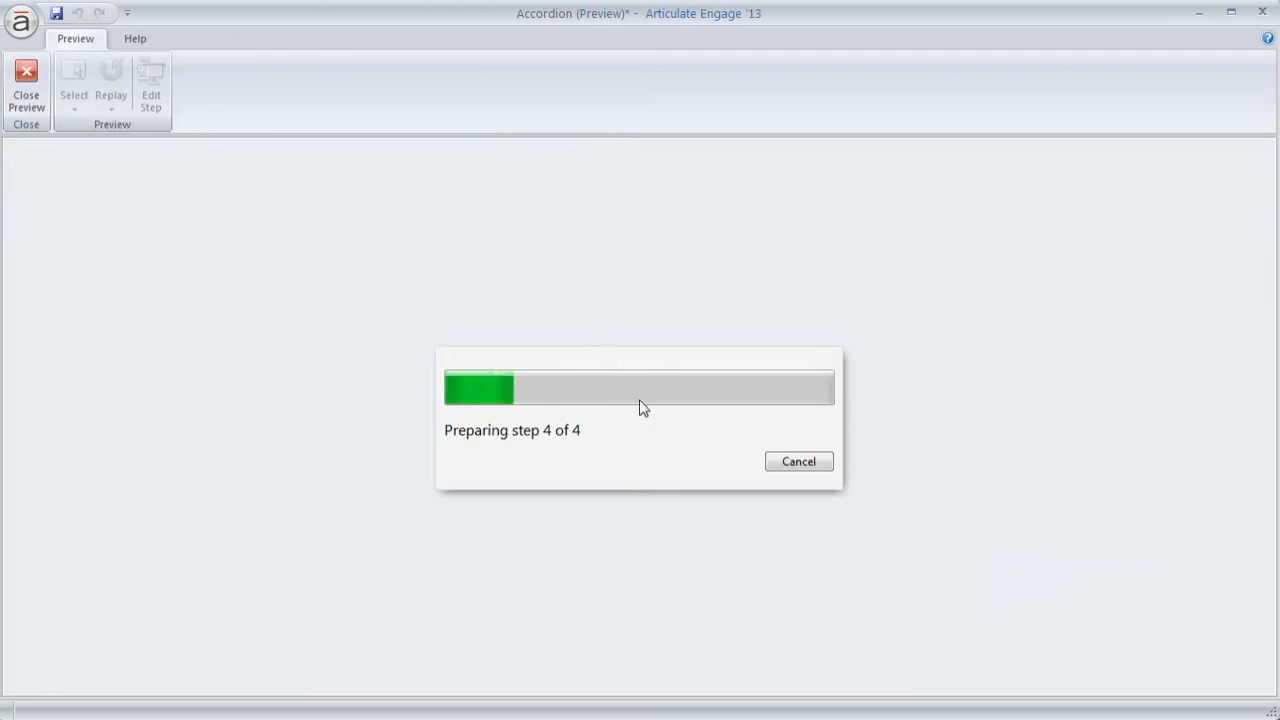 Accordion (Preview)* - Articulate Engage '13
Preview Help
Close Preview
Select
Replay
Edit Step
Close
Preview
Preparing step 4 of 4
Cancel